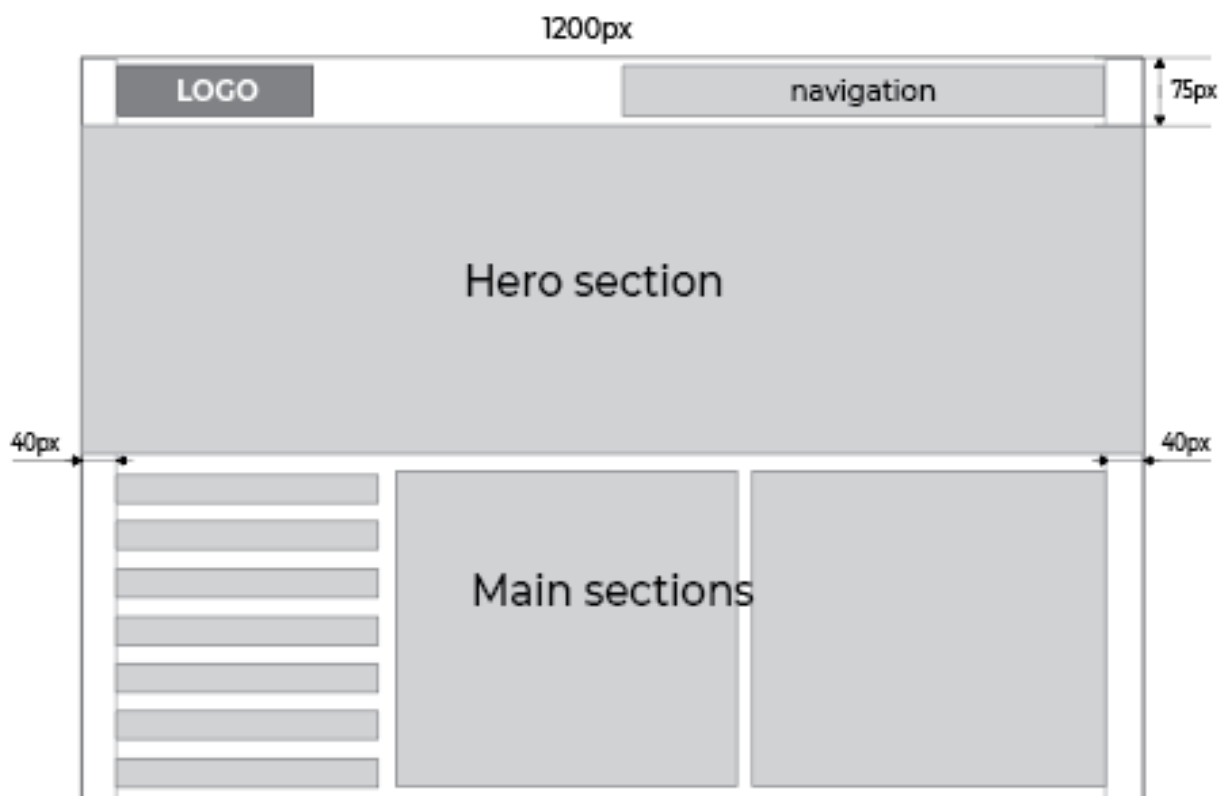 1200px
LOGO
navigation
75px
Hero section
40px
40px
Main sections